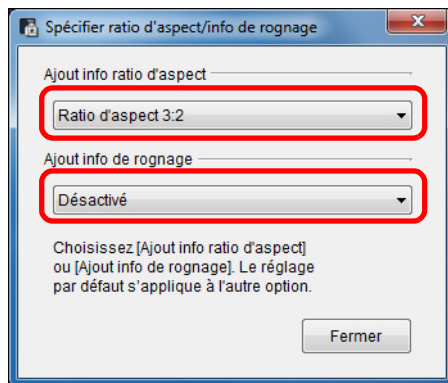 Spécifier ratio d'aspect/info de rognage
Ajout info ratio d'aspect
Ratio d'aspect 3:2
Ajout info de rognage
Désactivé
Choisissez [Ajout info ratio d'aspect]
ou [Ajout info de rognage]. Le réglage
par défaut s’applique à l'autre option.
Fermer